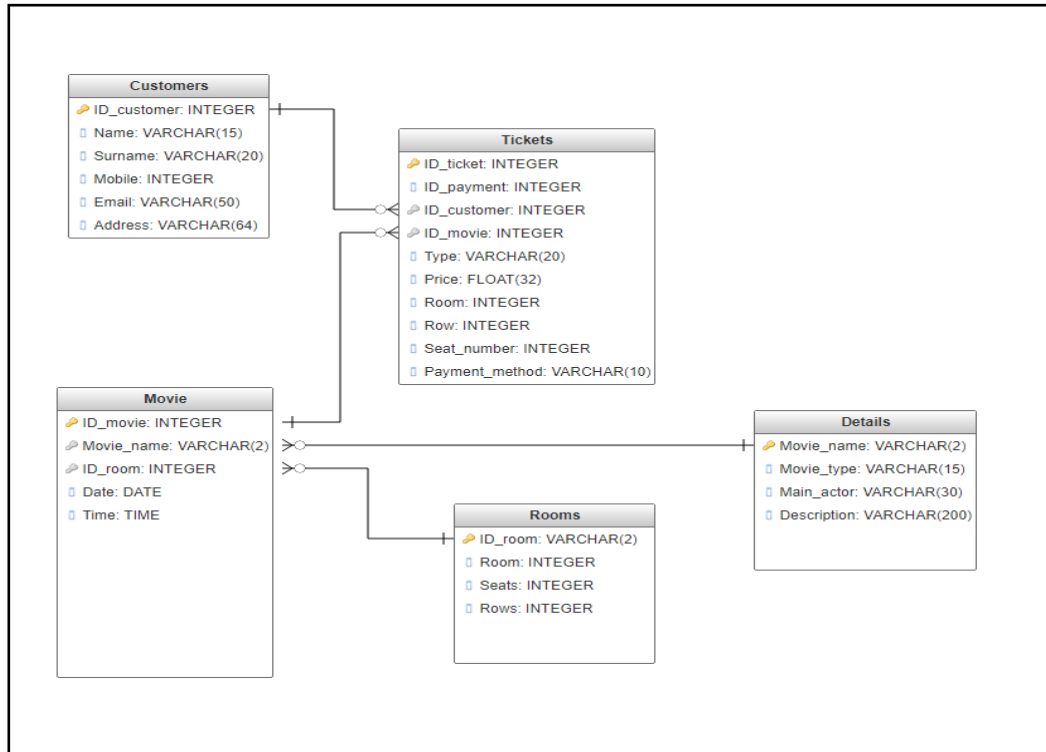 Customers
ID_customer: INTEGER
Name: VARCHAR(15)
Surname: VARCHAR(20)
Mobile: INTEGER
Email: VARCHAR(50)
Address: VARCHAR(64)
Tickets
ID_ticket: INTEGER
ID_payment: INTEGER
ID_customer: INTEGER
ID_movie: INTEGER
Type: VARCHAR(20)
Price: FLOAT(32)
Room: INTEGER
Row: INTEGER
Seat_number: INTEGER
Payment_method: VARCHAR(10)
Movie
ID_movie: INTEGER
Movie_name: VARCHAR(2)
ID_room: INTEGER
Date: DATE
Time: TIME
Details
Movie_name: VARCHAR(2)
Movie_type: VARCHAR(15)
Main_actor: VARCHAR(30)
Description: VARCHAR(200)
Rooms
ID_room: VARCHAR(2)
Room: INTEGER
Seats: INTEGER
Rows: INTEGER